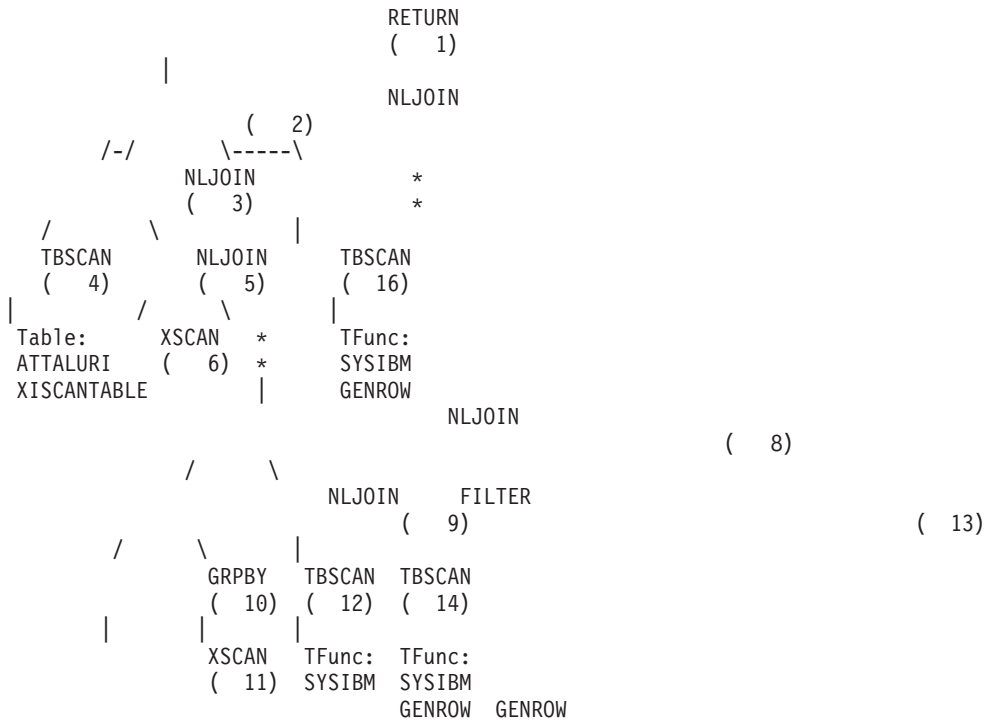 RETURN
( 1)
|
NLJOIN
( 2)
/-/ \-----\
NLJOIN *
( 3) *
/ \ |
TBSCAN NLJOIN TBSCAN
( 4) ( 5) ( 16)
| / \ |
Table: XSCAN * TFunc:
ATTALURI ( 6) * SYSIBM
XISCANTABLE | GENROW
NLJOIN
( 8)
/ \
NLJOIN FILTER
( 9) ( 13)
/ \ |
GRPBY TBSCAN TBSCAN
( 10) ( 12) ( 14)
| | |
XSCAN TFunc: TFunc:
( 11) SYSIBM SYSIBM
GENROW GENROW